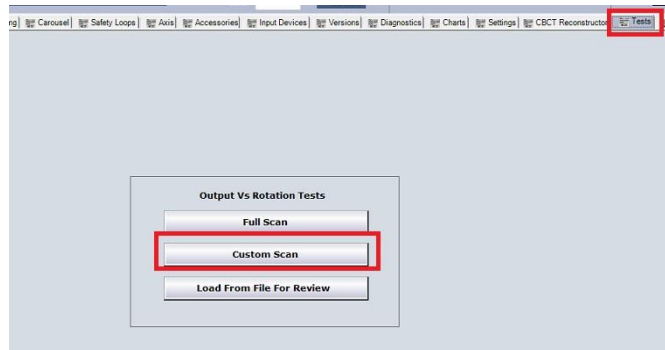 ng Carousel Safety Loops Axis Accessories Input Devices Versions Diagnostics Charts Settings CBCT Reconstructor Tests
Output Vs Rotation Tests
Full Scan
Custom Scan
Load From File For Review